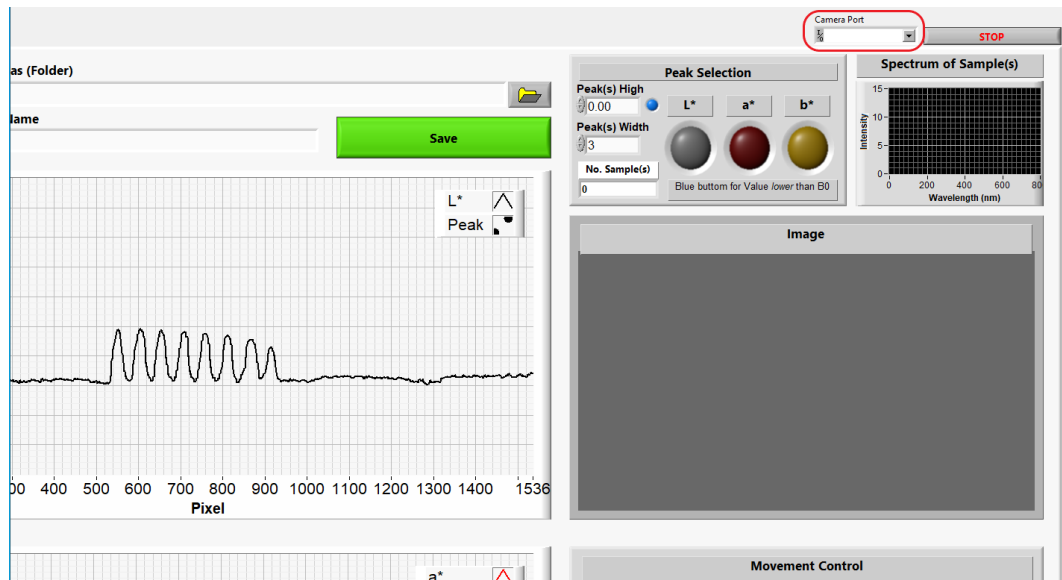 Camera Port
STOP
as (Folder)
lame
Save
Peak Selection
Peak(s) High
0.00
L*
a*
b*
Peak(s) Width
3
No. Sample(s)
0
Blue buttom for Value lower than B0
Spectrum of Sample(s)
15
10
5
0
Intensity
0 200 400 600 80
Wavelength (nm)
L*
Peak
00 400 500 600 700 800 900 1000 1100 1200 1300 1400 1536
Pixel
Image
a*
Movement Control